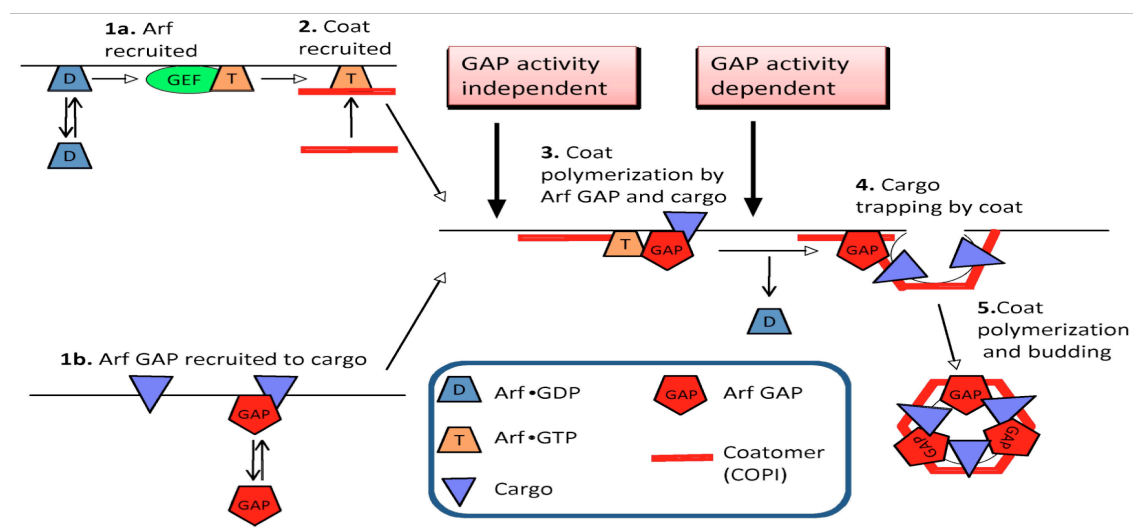 1a. Arf
recruited
2. Coat
recruited
D
GEF
T
T
D
GAP activity
independent
GAP activity
dependent
3. Coat
polymerization by
Arf GAP and cargo
4. Cargo
trapping by coat
T
GAP
GAP
D
5.Coat
polymerization
and budding
1b. Arf GAP recruited to cargo
GAP
GAP
D
Arf•GDP
T
Arf•GTP
Cargo
GAP
Arf GAP
Coatomer
(COPI)
GAP
GAP
GAP